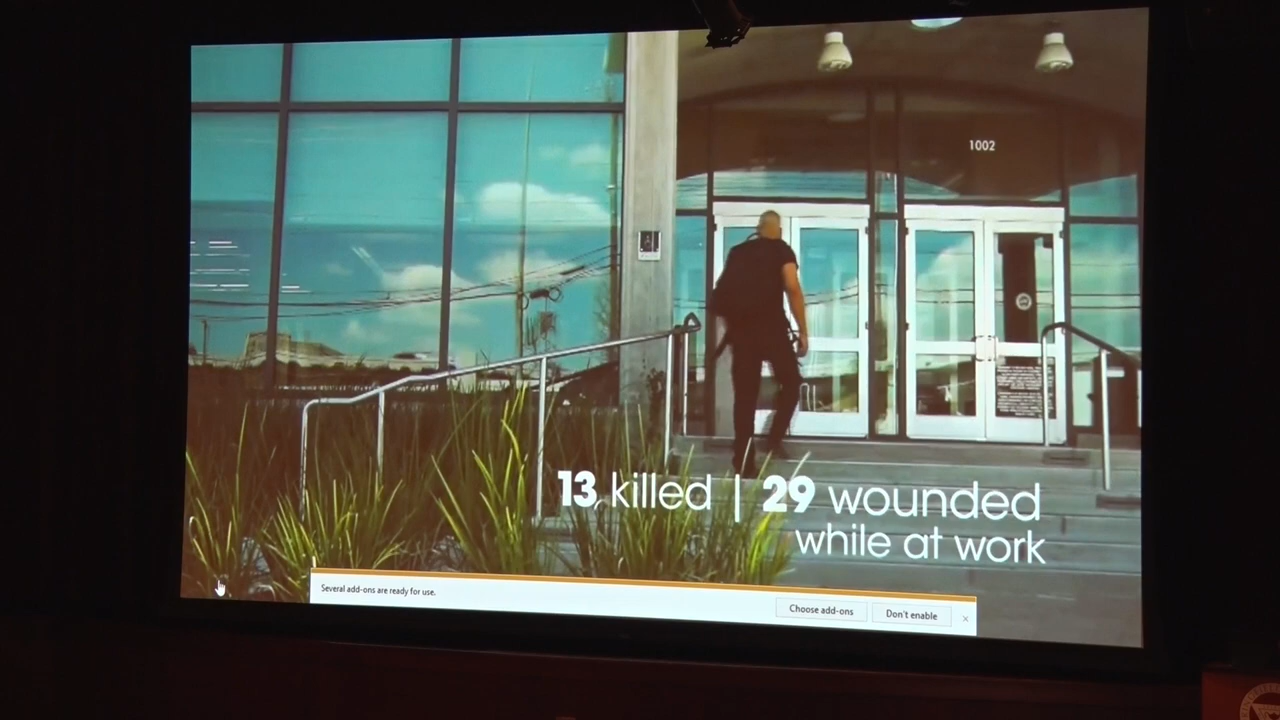 1002
13 killed | 29 wounded
while at work
Several add-ons are ready for use.
Choose add-ons
Don't enable
×